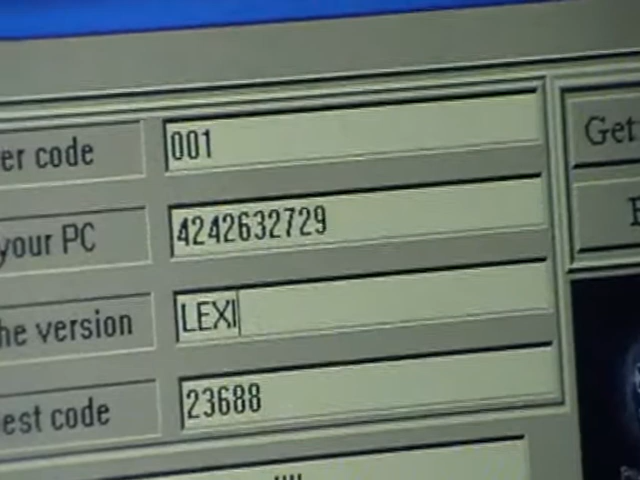 er code 001
Get
your PC 4242632729
he version LEXI
est code 23688